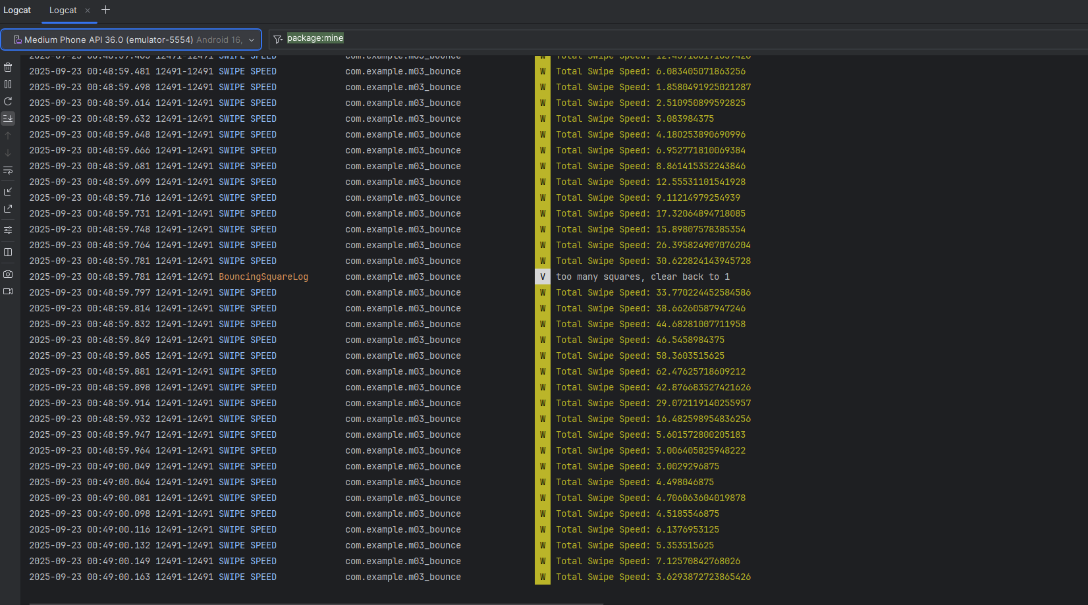 Logcat Logcat
Medium Phone API 36.0 (emulator-5554) Android 16, package:mine
2025-09-23 00:48:59.481 12491-12491 SWIPE SPEED com.example.m03_bounce W Total Swipe Speed: 6.083405071863256
2025-09-23 00:48:59.498 12491-12491 SWIPE SPEED com.example.m03_bounce W Total Swipe Speed: 1.8580491925021287
2025-09-23 00:48:59.614 12491-12491 SWIPE SPEED com.example.m03_bounce W Total Swipe Speed: 2.510950899592825
2025-09-23 00:48:59.632 12491-12491 SWIPE SPEED com.example.m03_bounce W Total Swipe Speed: 3.083984375
2025-09-23 00:48:59.648 12491-12491 SWIPE SPEED com.example.m03_bounce W Total Swipe Speed: 4.180253890690996
2025-09-23 00:48:59.666 12491-12491 SWIPE SPEED com.example.m03_bounce W Total Swipe Speed: 6.952771810069384
2025-09-23 00:48:59.681 12491-12491 SWIPE SPEED com.example.m03_bounce W Total Swipe Speed: 8.861415352243846
2025-09-23 00:48:59.699 12491-12491 SWIPE SPEED com.example.m03_bounce W Total Swipe Speed: 12.55531101541928
2025-09-23 00:48:59.716 12491-12491 SWIPE SPEED com.example.m03_bounce W Total Swipe Speed: 9.11214979254939
2025-09-23 00:48:59.731 12491-12491 SWIPE SPEED com.example.m03_bounce W Total Swipe Speed: 17.32064894718085
2025-09-23 00:48:59.748 12491-12491 SWIPE SPEED com.example.m03_bounce W Total Swipe Speed: 15.89807578385354
2025-09-23 00:48:59.764 12491-12491 SWIPE SPEED com.example.m03_bounce W Total Swipe Speed: 26.395824907076204
2025-09-23 00:48:59.781 12491-12491 SWIPE SPEED com.example.m03_bounce W Total Swipe Speed: 30.622824143945728
2025-09-23 00:48:59.781 12491-12491 BouncingSquareLog com.example.m03_bounce V too many squares, clear back to 1
2025-09-23 00:48:59.797 12491-12491 SWIPE SPEED com.example.m03_bounce W Total Swipe Speed: 33.770224452584586
2025-09-23 00:48:59.814 12491-12491 SWIPE SPEED com.example.m03_bounce W Total Swipe Speed: 38.66260587947246
2025-09-23 00:48:59.832 12491-12491 SWIPE SPEED com.example.m03_bounce W Total Swipe Speed: 44.68281007711958
2025-09-23 00:48:59.849 12491-12491 SWIPE SPEED com.example.m03_bounce W Total Swipe Speed: 46.5458984375
2025-09-23 00:48:59.865 12491-12491 SWIPE SPEED com.example.m03_bounce W Total Swipe Speed: 58.3603515625
2025-09-23 00:48:59.881 12491-12491 SWIPE SPEED com.example.m03_bounce W Total Swipe Speed: 62.47625718609212
2025-09-23 00:48:59.898 12491-12491 SWIPE SPEED com.example.m03_bounce W Total Swipe Speed: 42.876683527421626
2025-09-23 00:48:59.914 12491-12491 SWIPE SPEED com.example.m03_bounce W Total Swipe Speed: 29.072119140255957
2025-09-23 00:48:59.932 12491-12491 SWIPE SPEED com.example.m03_bounce W Total Swipe Speed: 16.482598954836256
2025-09-23 00:48:59.947 12491-12491 SWIPE SPEED com.example.m03_bounce W Total Swipe Speed: 5.601572800205183
2025-09-23 00:48:59.964 12491-12491 SWIPE SPEED com.example.m03_bounce W Total Swipe Speed: 3.006405825948222
2025-09-23 00:49:00.049 12491-12491 SWIPE SPEED com.example.m03_bounce W Total Swipe Speed: 3.0029296875
2025-09-23 00:49:00.064 12491-12491 SWIPE SPEED com.example.m03_bounce W Total Swipe Speed: 4.498046875
2025-09-23 00:49:00.081 12491-12491 SWIPE SPEED com.example.m03_bounce W Total Swipe Speed: 4.706063604019878
2025-09-23 00:49:00.098 12491-12491 SWIPE SPEED com.example.m03_bounce W Total Swipe Speed: 4.5185546875
2025-09-23 00:49:00.116 12491-12491 SWIPE SPEED com.example.m03_bounce W Total Swipe Speed: 6.1376953125
2025-09-23 00:49:00.132 12491-12491 SWIPE SPEED com.example.m03_bounce W Total Swipe Speed: 5.353515625
2025-09-23 00:49:00.149 12491-12491 SWIPE SPEED com.example.m03_bounce W Total Swipe Speed: 7.12570842768026
2025-09-23 00:49:00.163 12491-12491 SWIPE SPEED com.example.m03_bounce W Total Swipe Speed: 3.6293872723865426